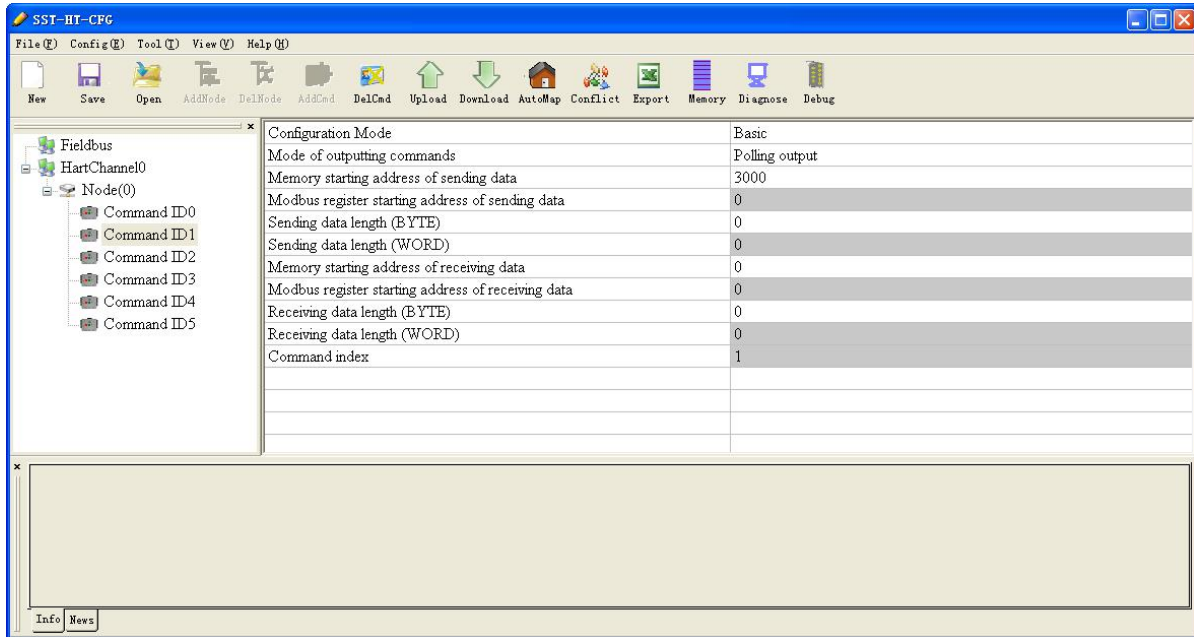 SST-HT-CFG
File(F) Config(E) Tool(T) View(V) Help(H)
New Save Open AddNode DelNode AddCmd DelCmd Upload Download AutoMap Conflict Export Memory Diagnose Debug
Fieldbus
HartChannel0
Node(0)
Command ID0
Command ID1
Command ID2
Command ID3
Command ID4
Command ID5
Configuration Mode Basic
Mode of outputting commands Polling output
Memory starting address of sending data 3000
Modbus register starting address of sending data 0
Sending data length (BYTE) 0
Sending data length (WORD) 0
Memory starting address of receiving data 0
Modbus register starting address of receiving data 0
Receiving data length (BYTE) 0
Receiving data length (WORD) 0
Command index 1
Info News